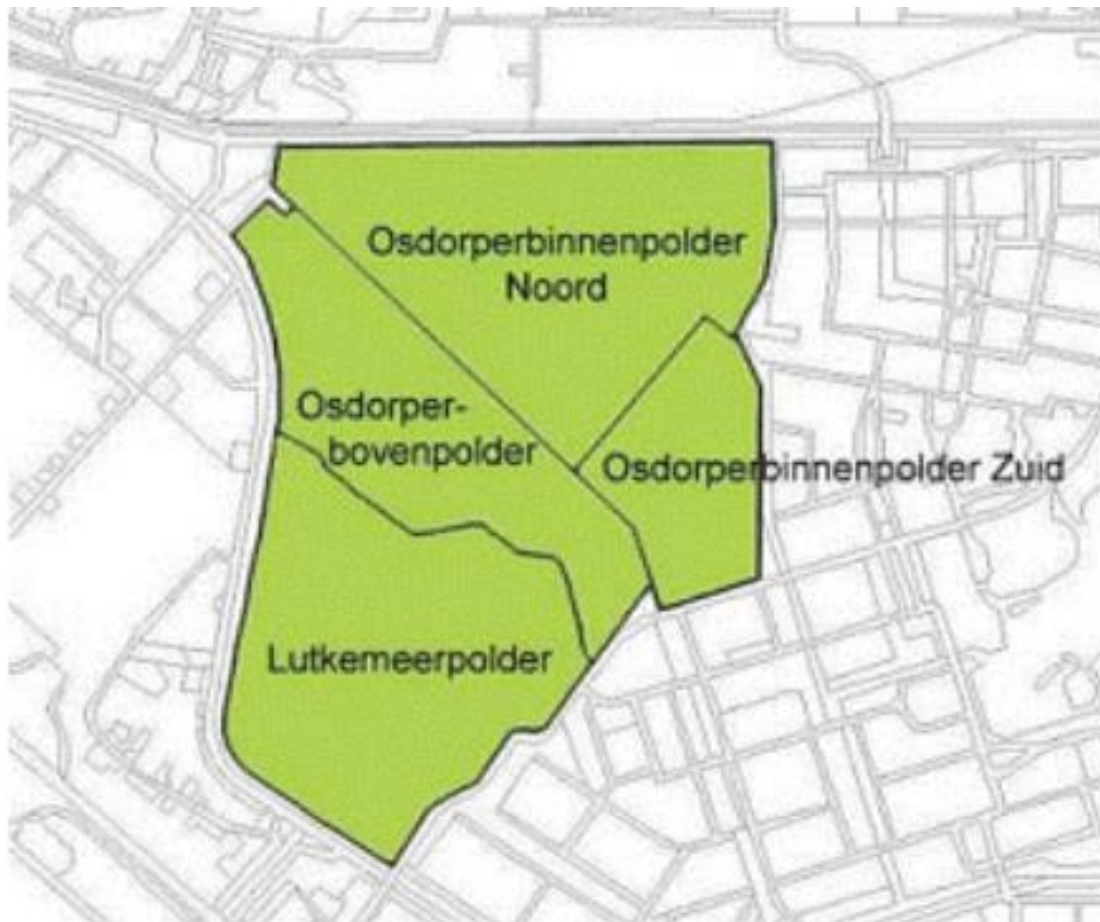 Osdorperbinnenpolder
Noord
Osdorper-
bovenpolder
Osdorperbinnenpolder Zuid
Lutkemeerpolder